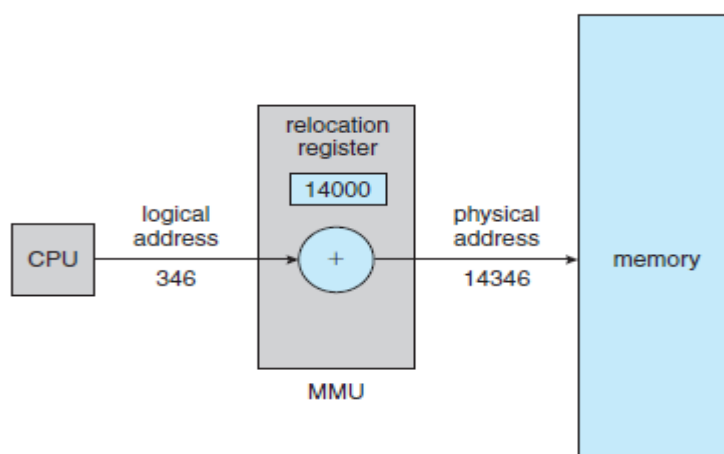 relocation
register
14000
logical
address
346
CPU
+
physical
address
14346
memory
MMU